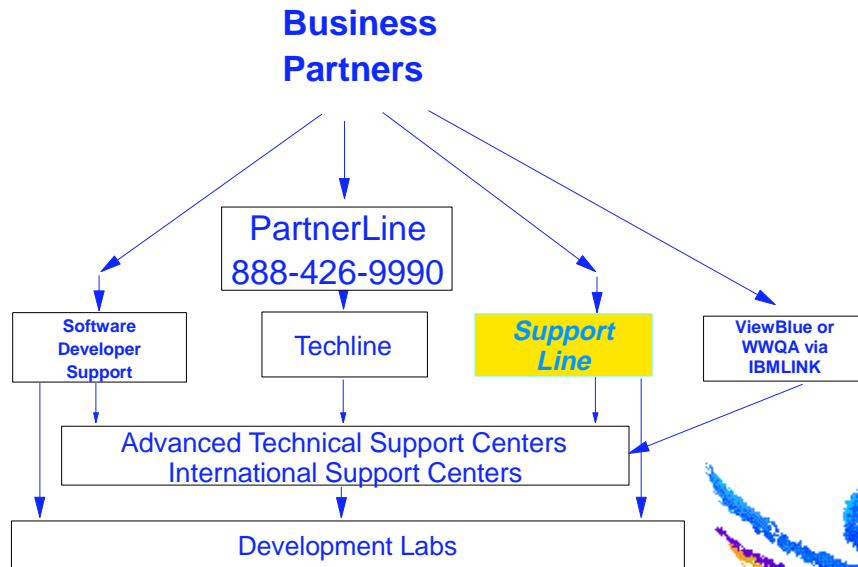 Business
Partners
PartnerLine
888-426-9990
Software
Developer
Support
Techline
Support
Line
ViewBlue or
WWQA via
IBMLINK
Advanced Technical Support Centers
International Support Centers
Development Labs